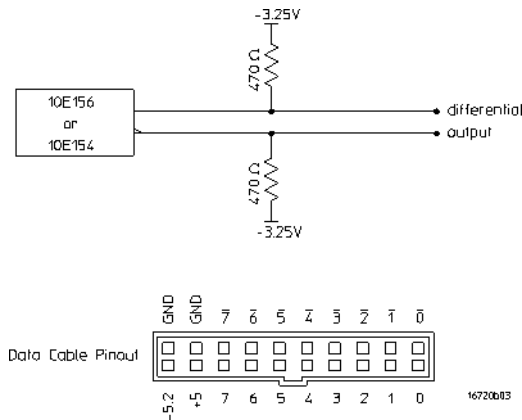 -3.25V
470 Ω
10E156
or
10E154
differential
output
470 Ω
-3.25V
GND GND 7̅ 6̅ 5̅ 4̅ 3̅ 2̅ 1̅ 0̅
Data Cable Pinout
-5.2 +5 7 6 5 4 3 2 1 0
16720b03